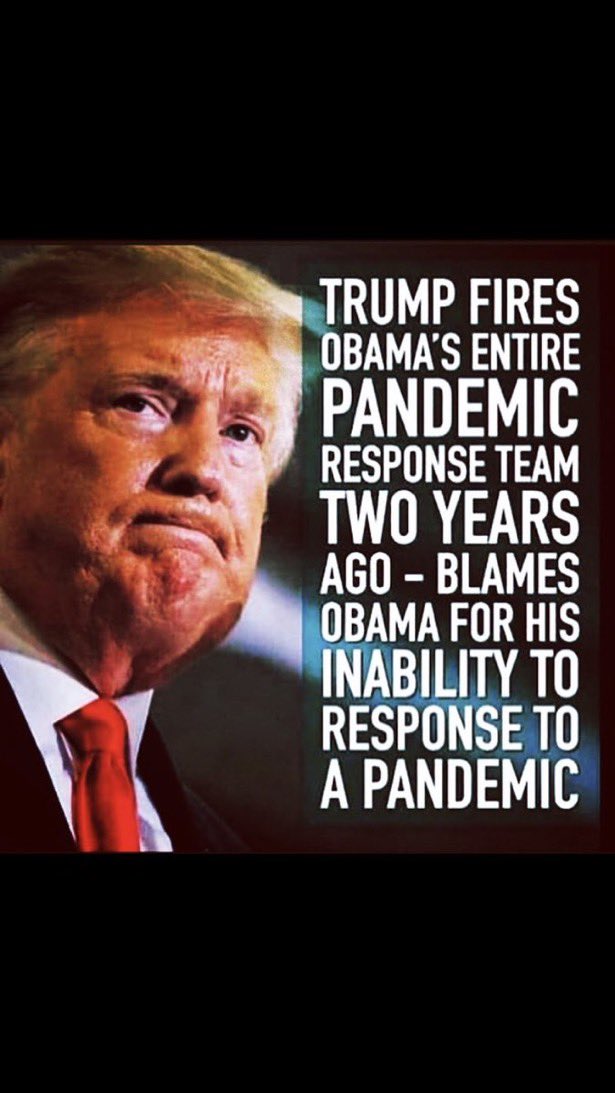 TRUMP FIRES
OBAMA'S ENTIRE
PANDEMIC
RESPONSE TEAM
TWO YEARS
AGO – BLAMES
OBAMA FOR HIS
INABILITY TO
RESPONSE TO
A PANDEMIC